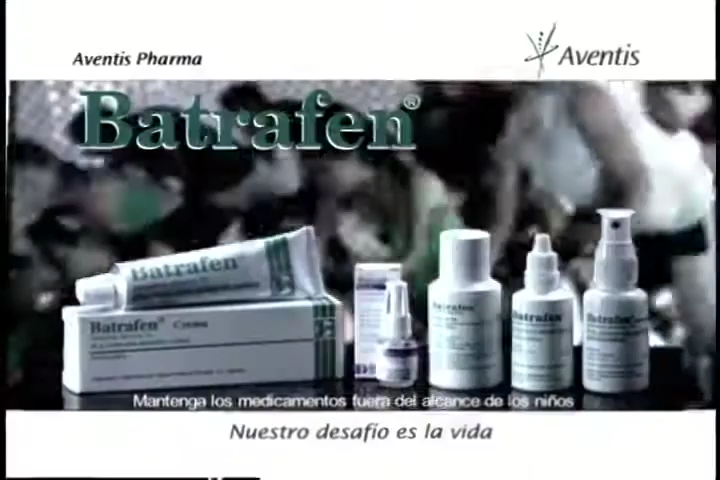 Aventis Pharma
Aventis
Batrafen®
Batrafen
Batrafen® Crema
Batrafen
Batrafen
Batrafen
Mantenga los medicamentos fuera del alcance de los niños
Nuestro desafío es la vida